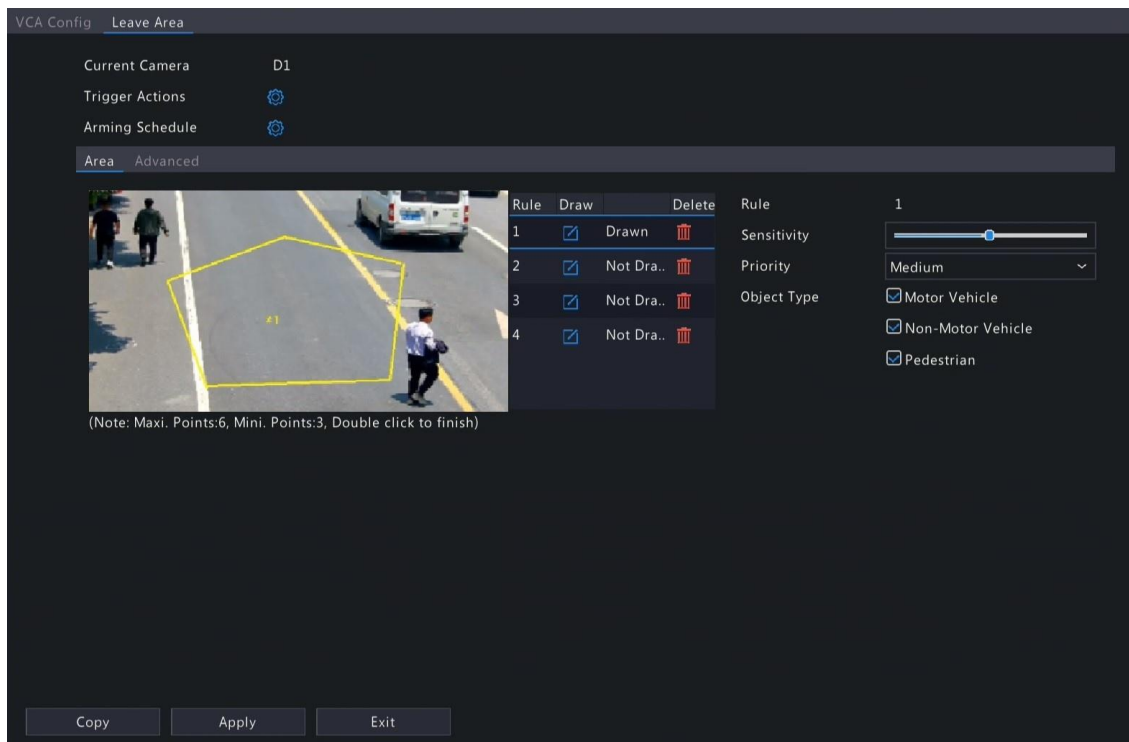 VCA Config Leave Area
Current Camera D1
Trigger Actions
Arming Schedule
Area Advanced
Rule Draw Delete
1 Drawn
2 Not Dra..
3 Not Dra..
4 Not Dra..
#1
(Note: Maxi. Points:6, Mini. Points:3, Double click to finish)
Rule 1
Sensitivity
Priority Medium
Object Type Motor Vehicle
Non-Motor Vehicle
Pedestrian
Copy Apply Exit